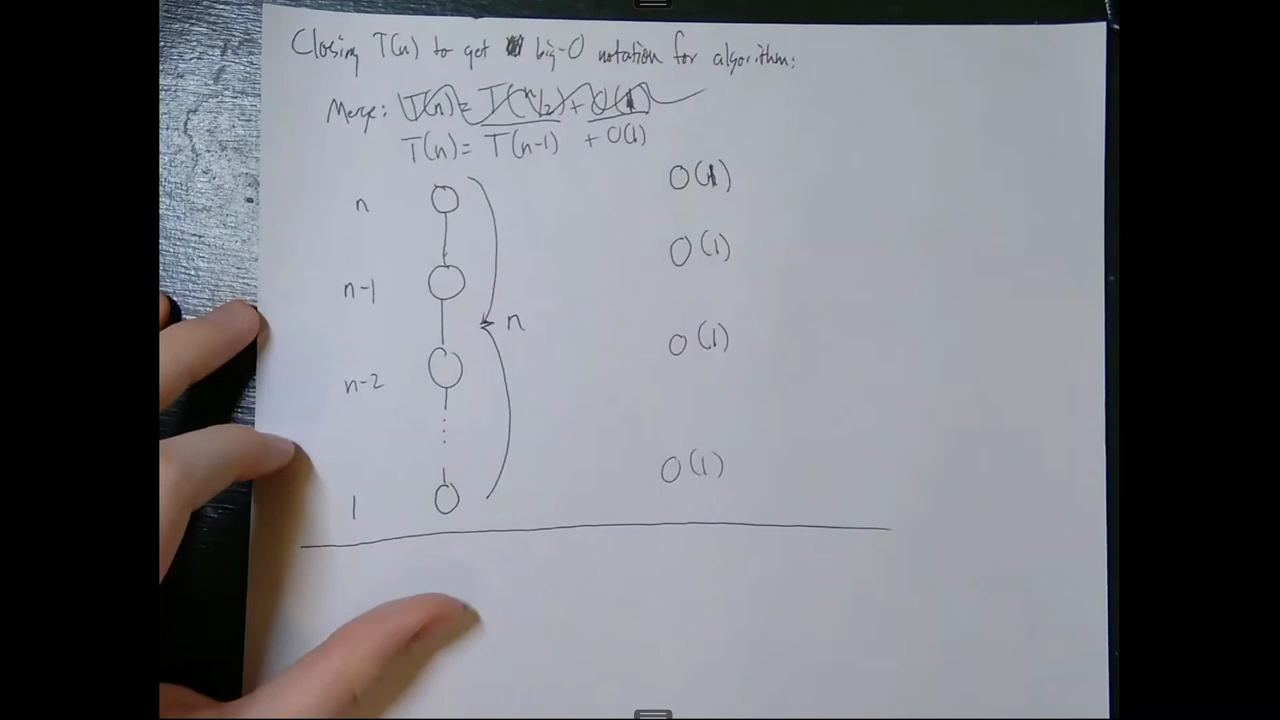 Closing T(n) to get big-O notation for algorithm:
Merge: T(n) = T(n/2) + O(1)
T(n) = T(n-1) + O(1)
n O(1)
n-1 O(1)
n
n-2 O(1)
1 O(1)